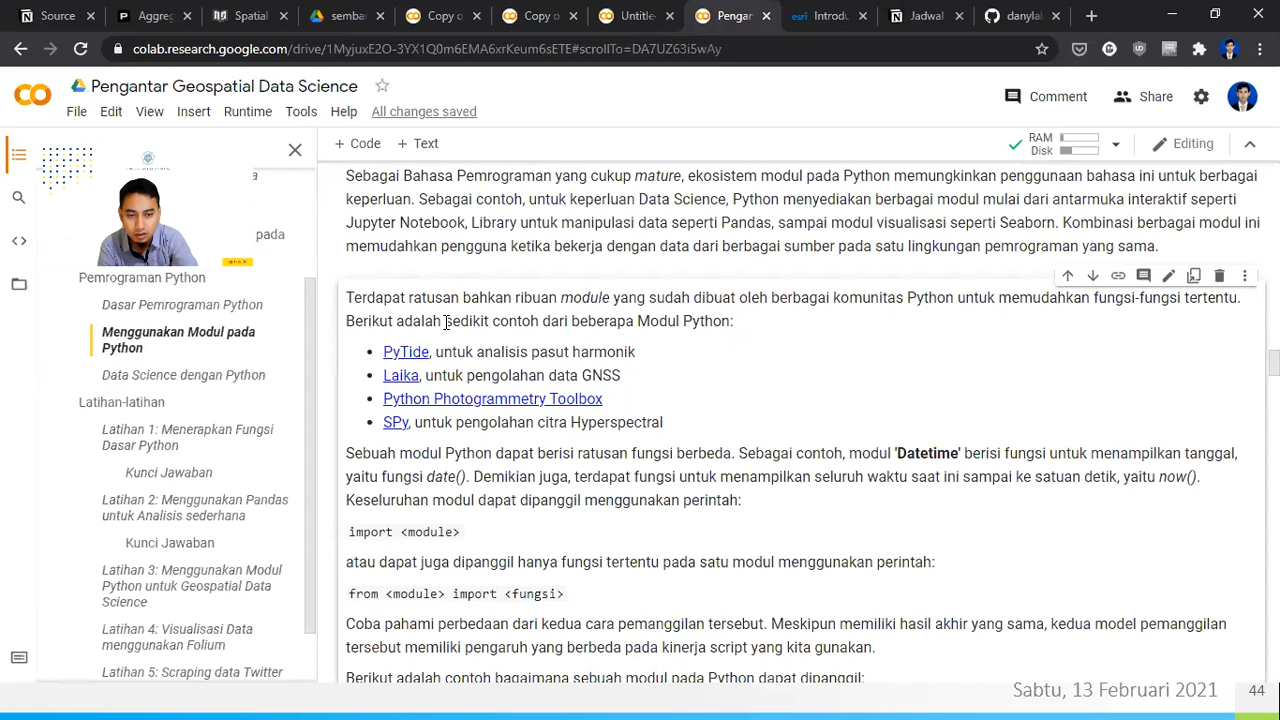 Source
Aggre
Spatial
semba
Copy o
Copy o
Untitle
Pengar
Introdu
Jadwal
danylak
colab.research.google.com/drive/1MyjuxE2O-3YX1Q0m6EMA6xrKeum6sETE#scrollTo=DA7UZ63i5wAy
Pengantar Geospatial Data Science
Comment
Share
File Edit View Insert Runtime Tools Help All changes saved
+ Code + Text
RAM
Disk
Editing
pada
Pemrograman Python
Dasar Pemrograman Python
Menggunakan Modul pada
Python
Data Science dengan Python
Latihan-latihan
Latihan 1: Menerapkan Fungsi
Dasar Python
Kunci Jawaban
Latihan 2: Menggunakan Pandas
untuk Analisis sederhana
Kunci Jawaban
Latihan 3: Menggunakan Modul
Python untuk Geospatial Data
Science
Latihan 4: Visualisasi Data
menggunakan Folium
Latihan 5: Scraping data Twitter
Sebagai Bahasa Pemrograman yang cukup mature, ekosistem modul pada Python memungkinkan penggunaan bahasa ini untuk berbagai
keperluan. Sebagai contoh, untuk keperluan Data Science, Python menyediakan berbagai modul mulai dari antarmuka interaktif seperti
Jupyter Notebook, Library untuk manipulasi data seperti Pandas, sampai modul visualisasi seperti Seaborn. Kombinasi berbagai modul ini
memudahkan pengguna ketika bekerja dengan data dari berbagai sumber pada satu lingkungan pemrograman yang sama.
Terdapat ratusan bahkan ribuan module yang sudah dibuat oleh berbagai komunitas Python untuk memudahkan fungsi-fungsi tertentu.
Berikut adalah sedikit contoh dari beberapa Modul Python:
• PyTide, untuk analisis pasut harmonik
• Laika, untuk pengolahan data GNSS
• Python Photogrammetry Toolbox
• SPy, untuk pengolahan citra Hyperspectral
Sebuah modul Python dapat berisi ratusan fungsi berbeda. Sebagai contoh, modul 'Datetime' berisi fungsi untuk menampilkan tanggal,
yaitu fungsi date(). Demikian juga, terdapat fungsi untuk menampilkan seluruh waktu saat ini sampai ke satuan detik, yaitu now().
Keseluruhan modul dapat dipanggil menggunakan perintah:
import <module>
atau dapat juga dipanggil hanya fungsi tertentu pada satu modul menggunakan perintah:
from <module> import <fungsi>
Coba pahami perbedaan dari kedua cara pemanggilan tersebut. Meskipun memiliki hasil akhir yang sama, kedua model pemanggilan
tersebut memiliki pengaruh yang berbeda pada kinerja script yang kita gunakan.
Berikut adalah contoh bagaimana sebuah modul pada Python dapat dipanggil:
Sabtu, 13 Februari 2021
44